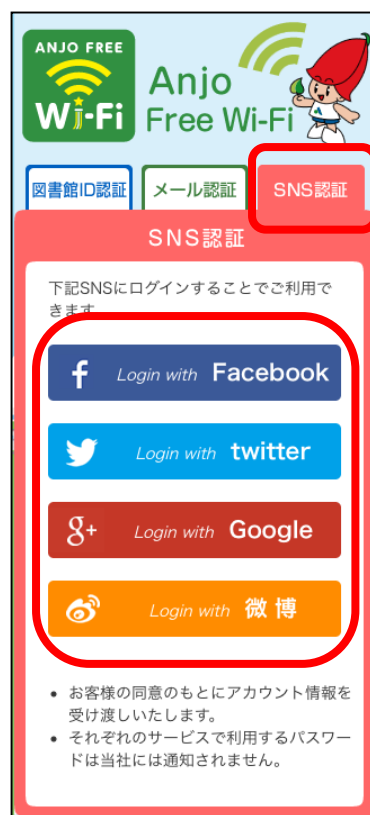 ANJO FREE
Wi-Fi
Anjo
Free Wi-Fi
図書館ID認証
メール認証
SNS認証
SNS認証
下記SNSにログインすることでご利用で
きます
f Login with Facebook
Login with twitter
g+ Login with Google
Login with 微博
• お客様の同意のもとにアカウント情報を
受け渡しいたします。
• それぞれのサービスで利用するパスワー
ドは当社には通知されません。